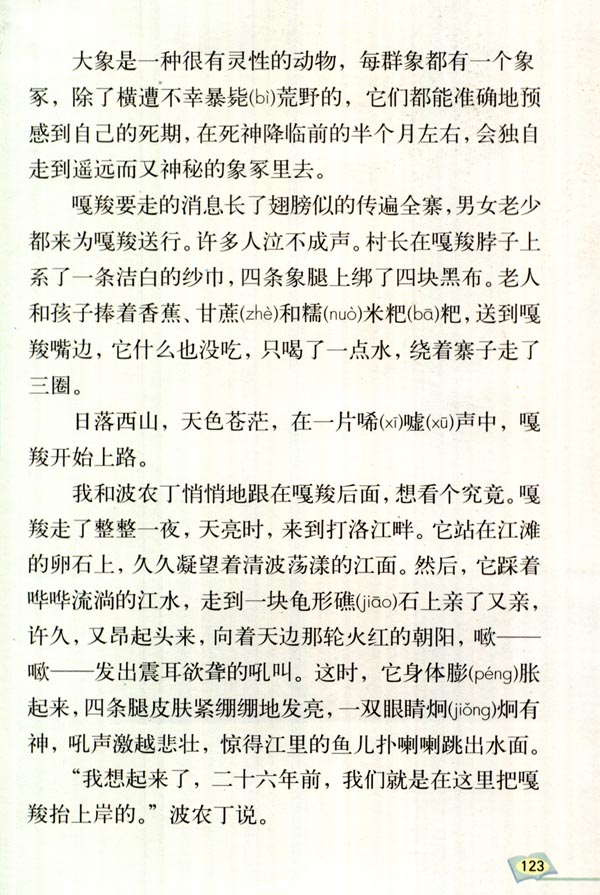 大象是一种很有灵性的动物，每群象都有一个象
冢，除了横遭不幸暴毙(bì)荒野的，它们都能准确地预
感到自己的死期，在死神降临前的半个月左右，会独自
走到遥远而又神秘的象冢里去。
嘎羧要走的消息长了翅膀似的传遍全寨，男女老少
都来为嘎羧送行。许多人泣不成声。村长在嘎羧脖子上
系了一条洁白的纱巾，四条象腿上绑了四块黑布。老人
和孩子捧着香蕉、甘蔗(zhè)和糯(nuò)米粑(bā)粑，送到嘎
羧嘴边，它什么也没吃，只喝了一点水，绕着寨子走了
三圈。
日落西山，天色苍茫，在一片唏(xī)嘘(xū)声中，嘎
羧开始上路。
我和波农丁悄悄地跟在嘎羧后面，想看个究竟。嘎
羧走了整整一夜，天亮时，来到打洛江畔。它站在江滩
的卵石上，久久凝望着清波荡漾的江面。然后，它踩着
哗哗流淌的江水，走到一块龟形礁(jiāo)石上亲了又亲，
许久，又昂起头来，向着天边那轮火红的朝阳，嗷——
嗷——发出震耳欲聋的吼叫。这时，它身体膨(péng)胀
起来，四条腿皮肤紧绷绷地发亮，一双眼睛炯(jiǒng)炯有
神，吼声激越悲壮，惊得江里的鱼儿扑喇喇跳出水面。
“我想起来了，二十六年前，我们就是在这里把嘎
羧抬上岸的。”波农丁说。
123